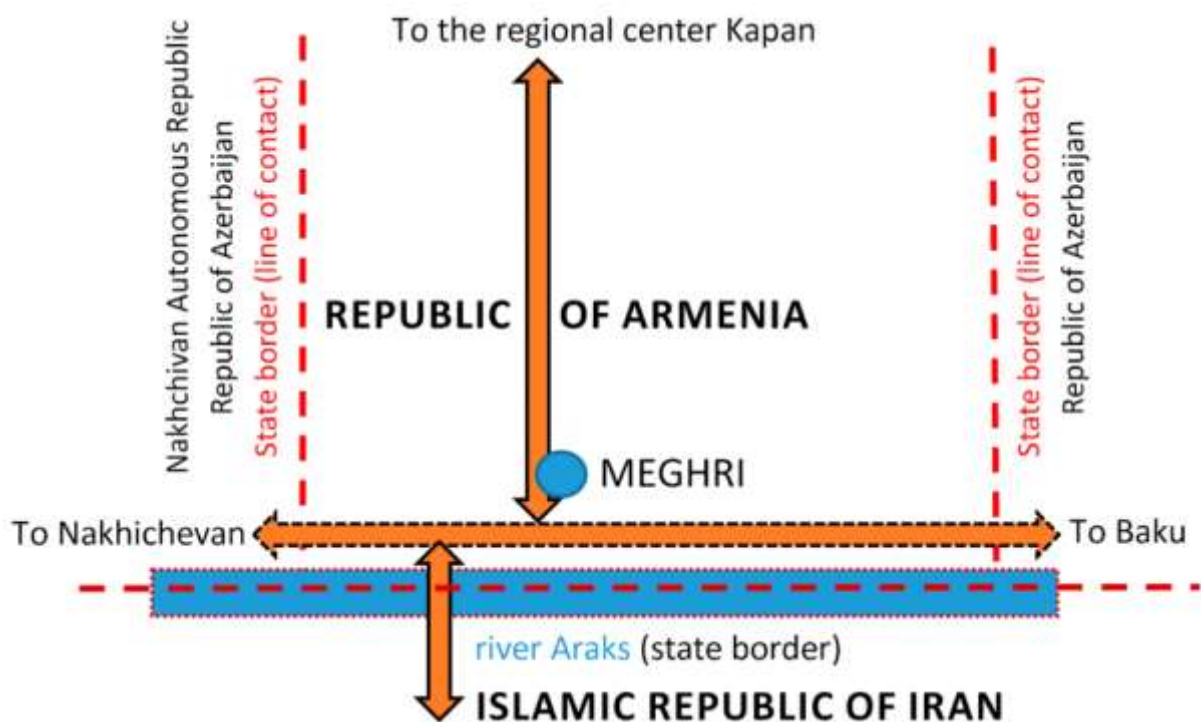 To the regional center Kapan
Nakhchivan Autonomous Republic
Republic of Azerbaijan
State border (line of contact)
State border (line of contact)
Republic of Azerbaijan
REPUBLIC OF ARMENIA
MEGHRI
To Nakhichevan
To Baku
river Araks (state border)
ISLAMIC REPUBLIC OF IRAN